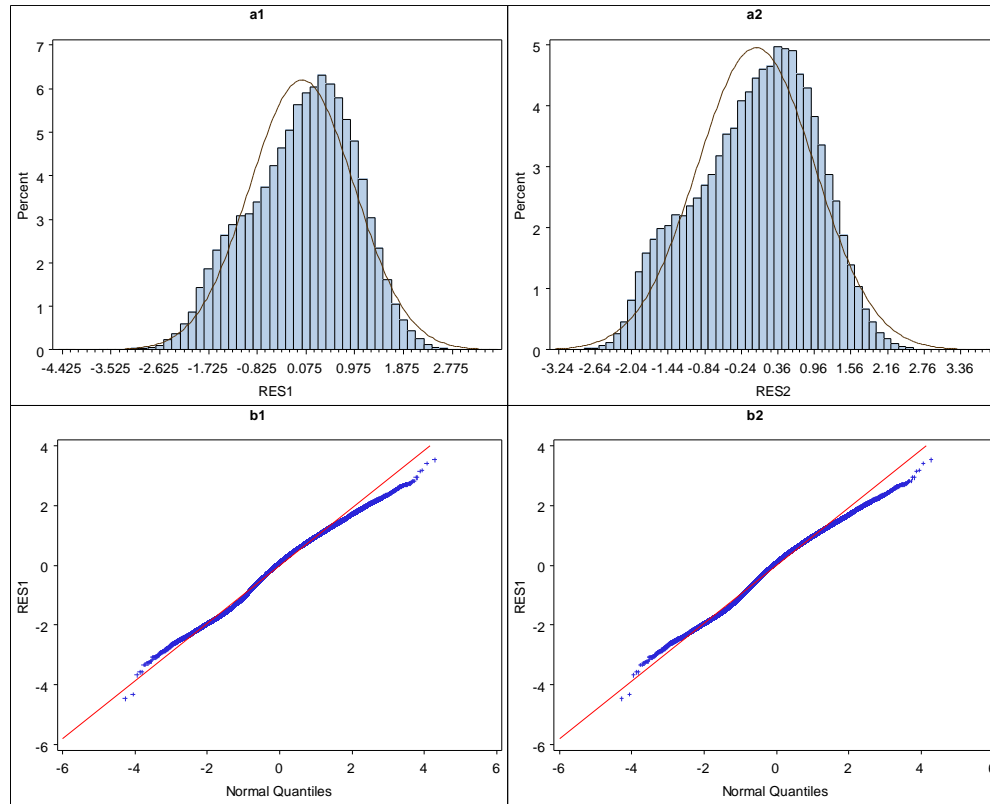 a1
7
6
5
4
3
2
1
0
Percent
-4.425 -3.525 -2.625 -1.725 -0.825 0.075 0.975 1.875 2.775
RES1
a2
5
4
3
2
1
0
Percent
-3.24 -2.64 -2.04 -1.44 -0.84 -0.24 0.36 0.96 1.56 2.16 2.76 3.36
RES2
b1
4
2
0
-2
-4
-6
RES1
-6 -4 -2 0 2 4 6
Normal Quantiles
b2
4
2
0
-2
-4
-6
RES1
-6 -4 -2 0 2 4 6
Normal Quantiles